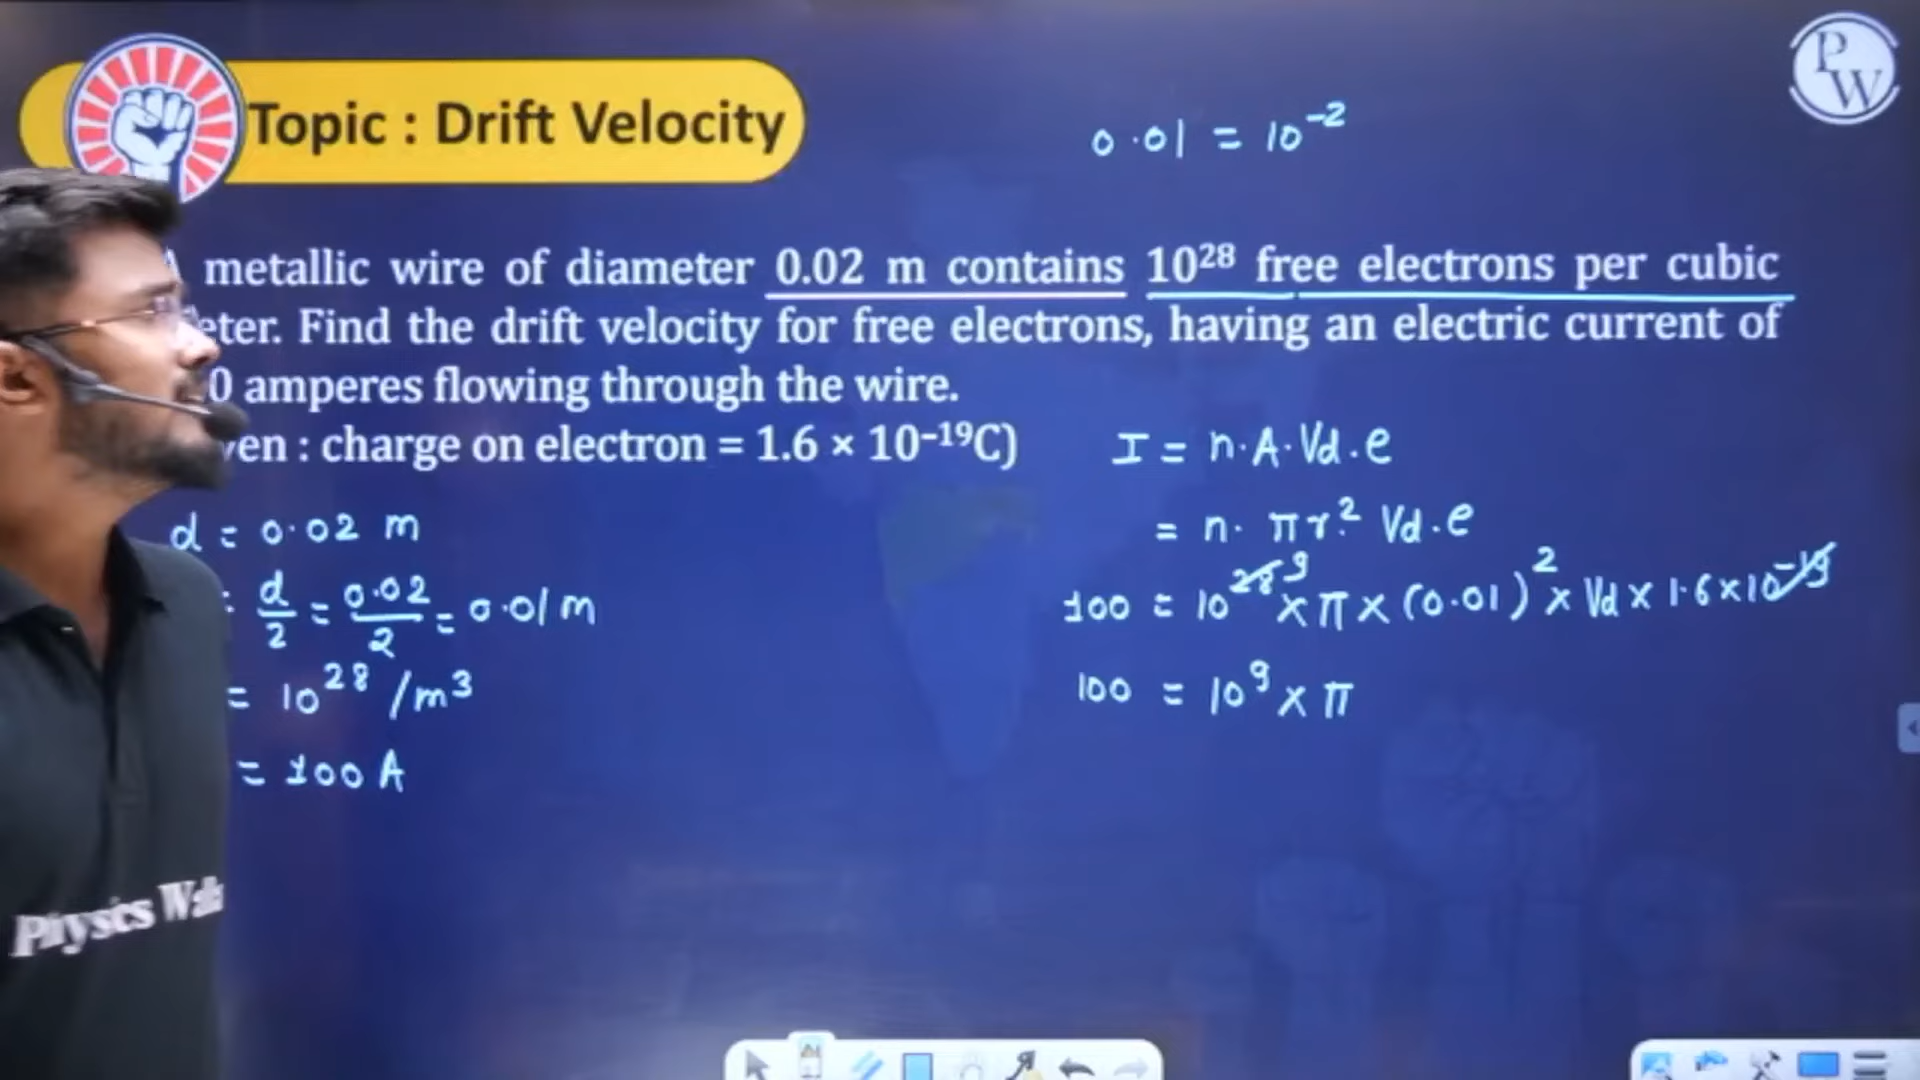 Topic : Drift Velocity
PW
0.01 = 10⁻²
A metallic wire of diameter 0.02 m contains 10²⁸ free electrons per cubic
eter. Find the drift velocity for free electrons, having an electric current of
0 amperes flowing through the wire.
ven : charge on electron = 1.6 × 10⁻¹⁹C)
d = 0.02 m
= d/2 = 0.02/2 = 0.01 m
= 10²⁸ /m³
= 100 A
I = n.A.Vd.e
= n. πr² Vd.e
100 = 10²⁸ ⁹ × π × (0.01)² × Vd × 1.6 × 10⁻¹⁹
100 = 10⁹ × π
Physics Walla